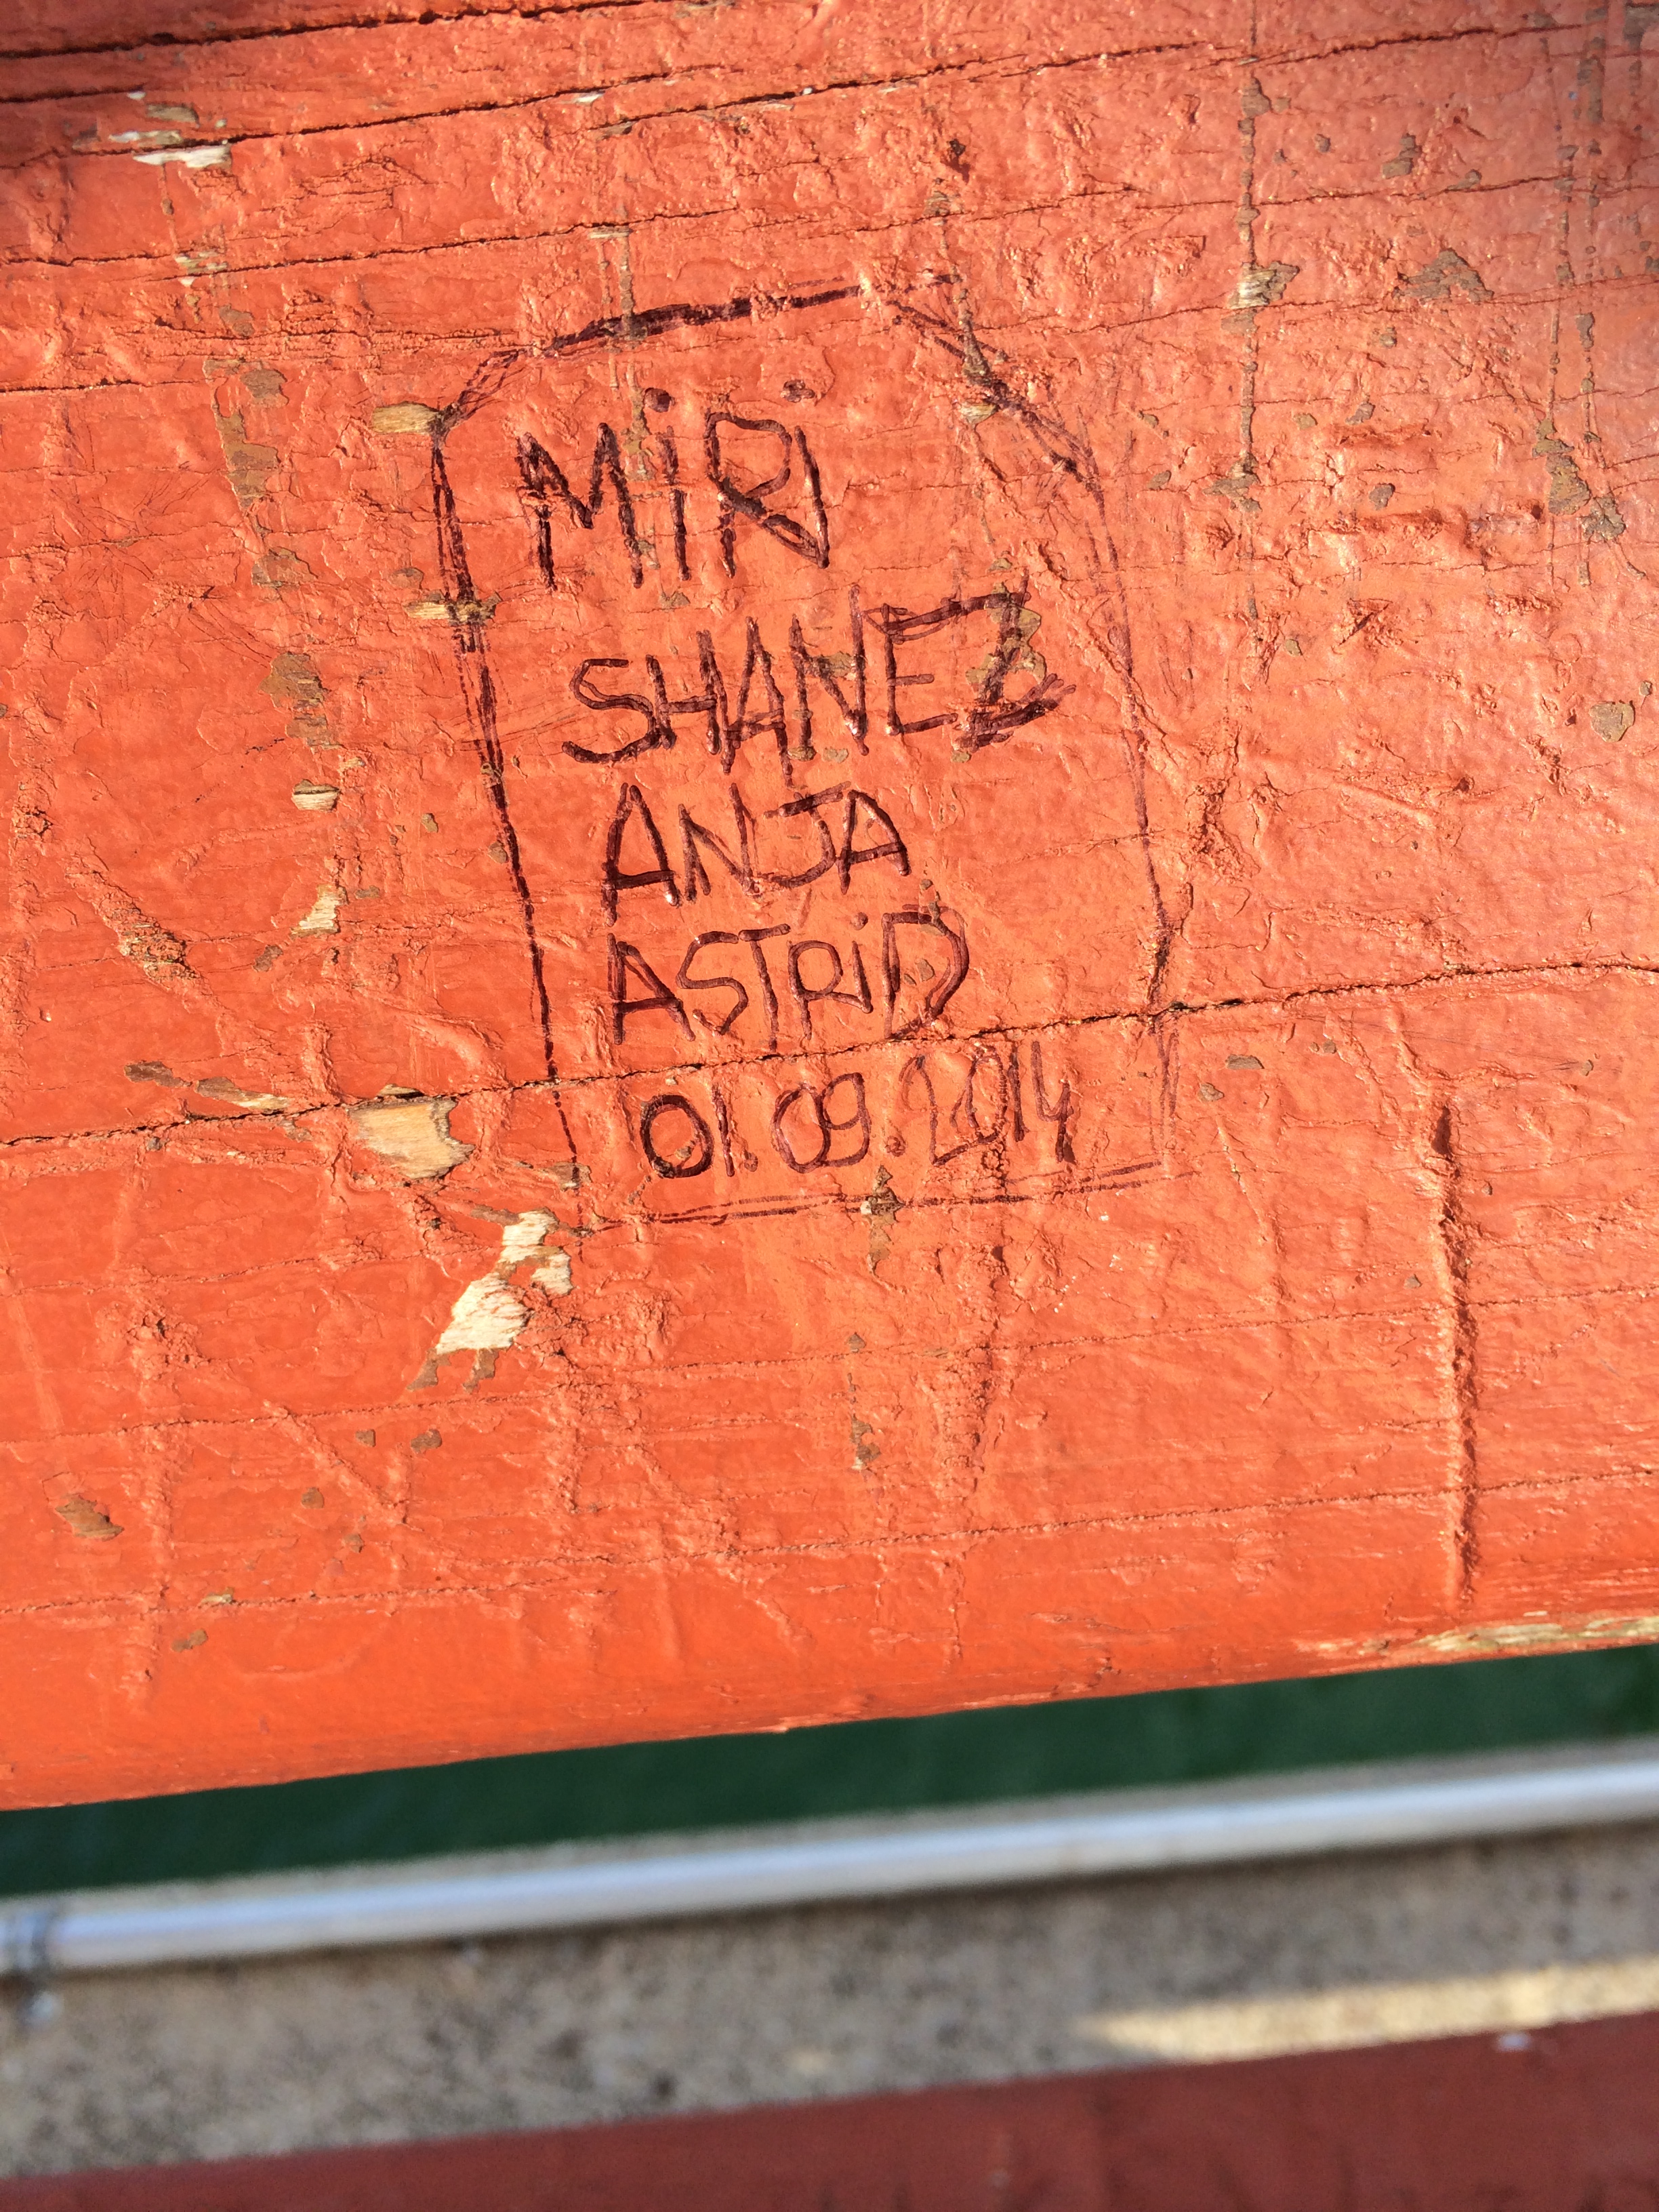 MiRi
SHANEZ
ANJA
ASTRiD
01.09.2014